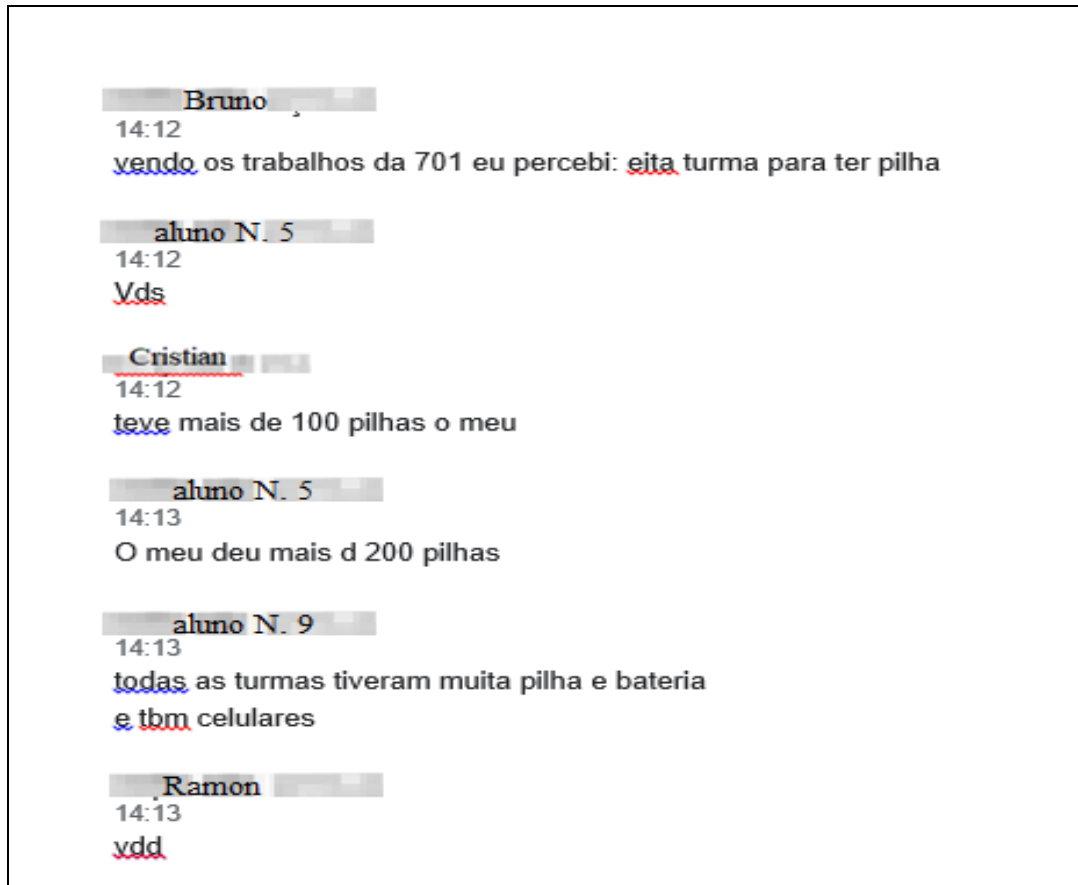 Bruno
14:12
vendo os trabalhos da 701 eu percebi: eita turma para ter pilha
aluno N. 5
14:12
Vds
Cristian
14:12
teve mais de 100 pilhas o meu
aluno N. 5
14:13
O meu deu mais d 200 pilhas
aluno N. 9
14:13
todas as turmas tiveram muita pilha e bateria
e tbm celulares
Ramon
14:13
vdd